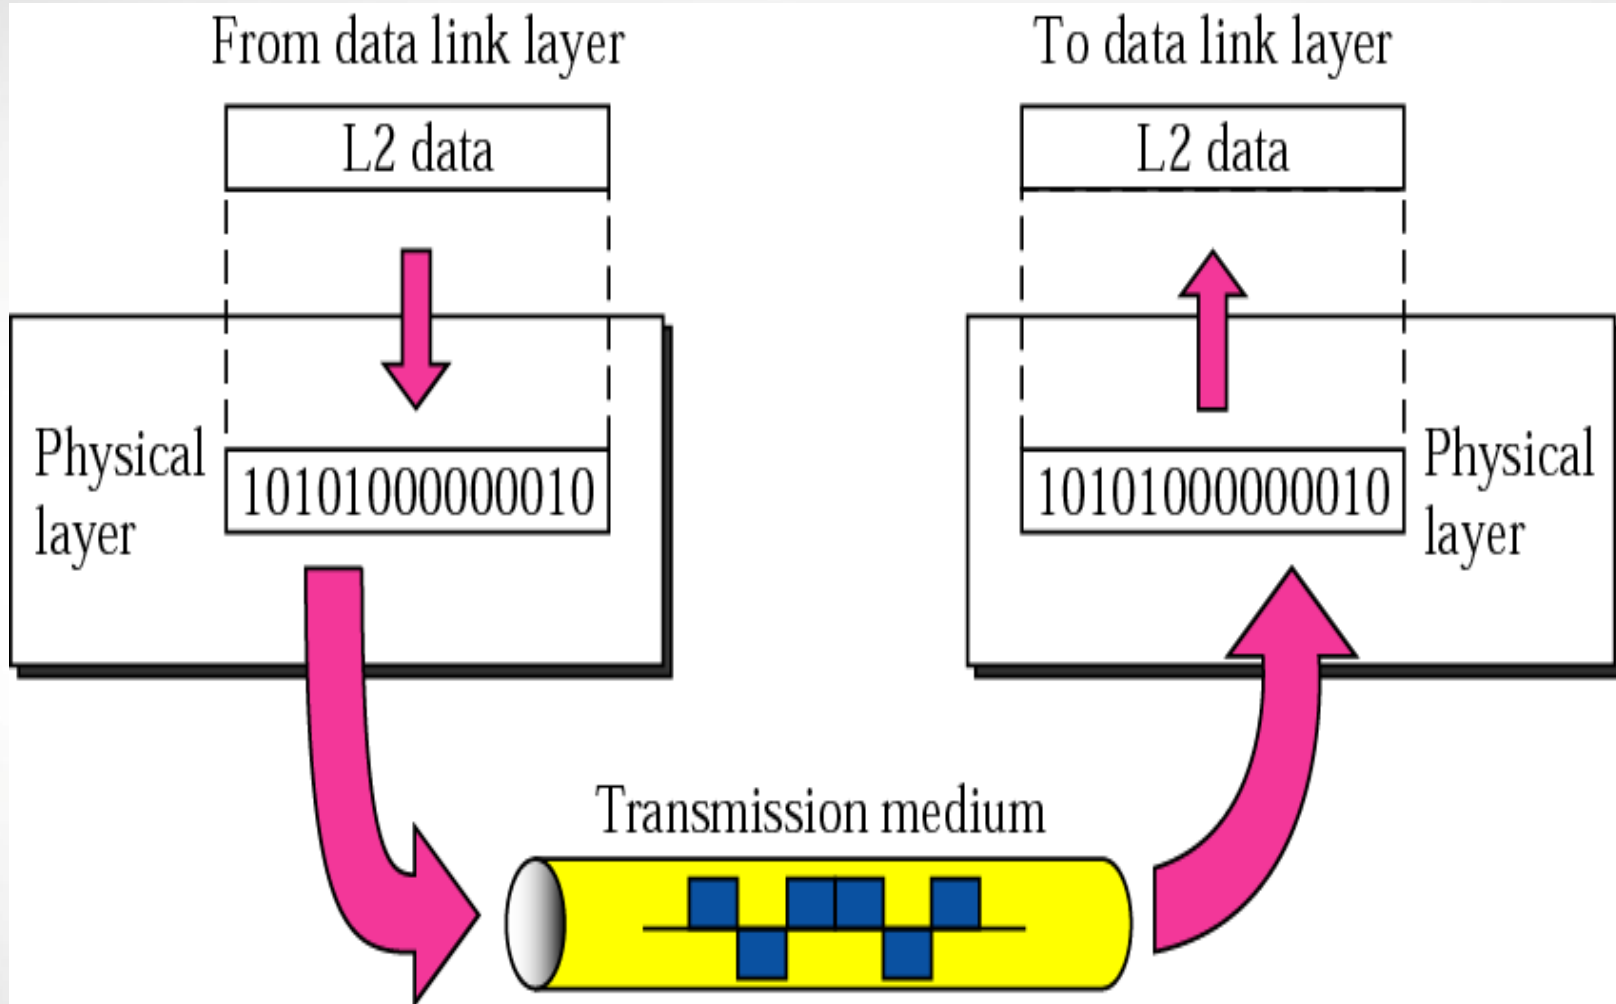 From data link layer
To data link layer
L2 data
L2 data
Physical
layer
10101000000010
10101000000010
Physical
layer
Transmission medium